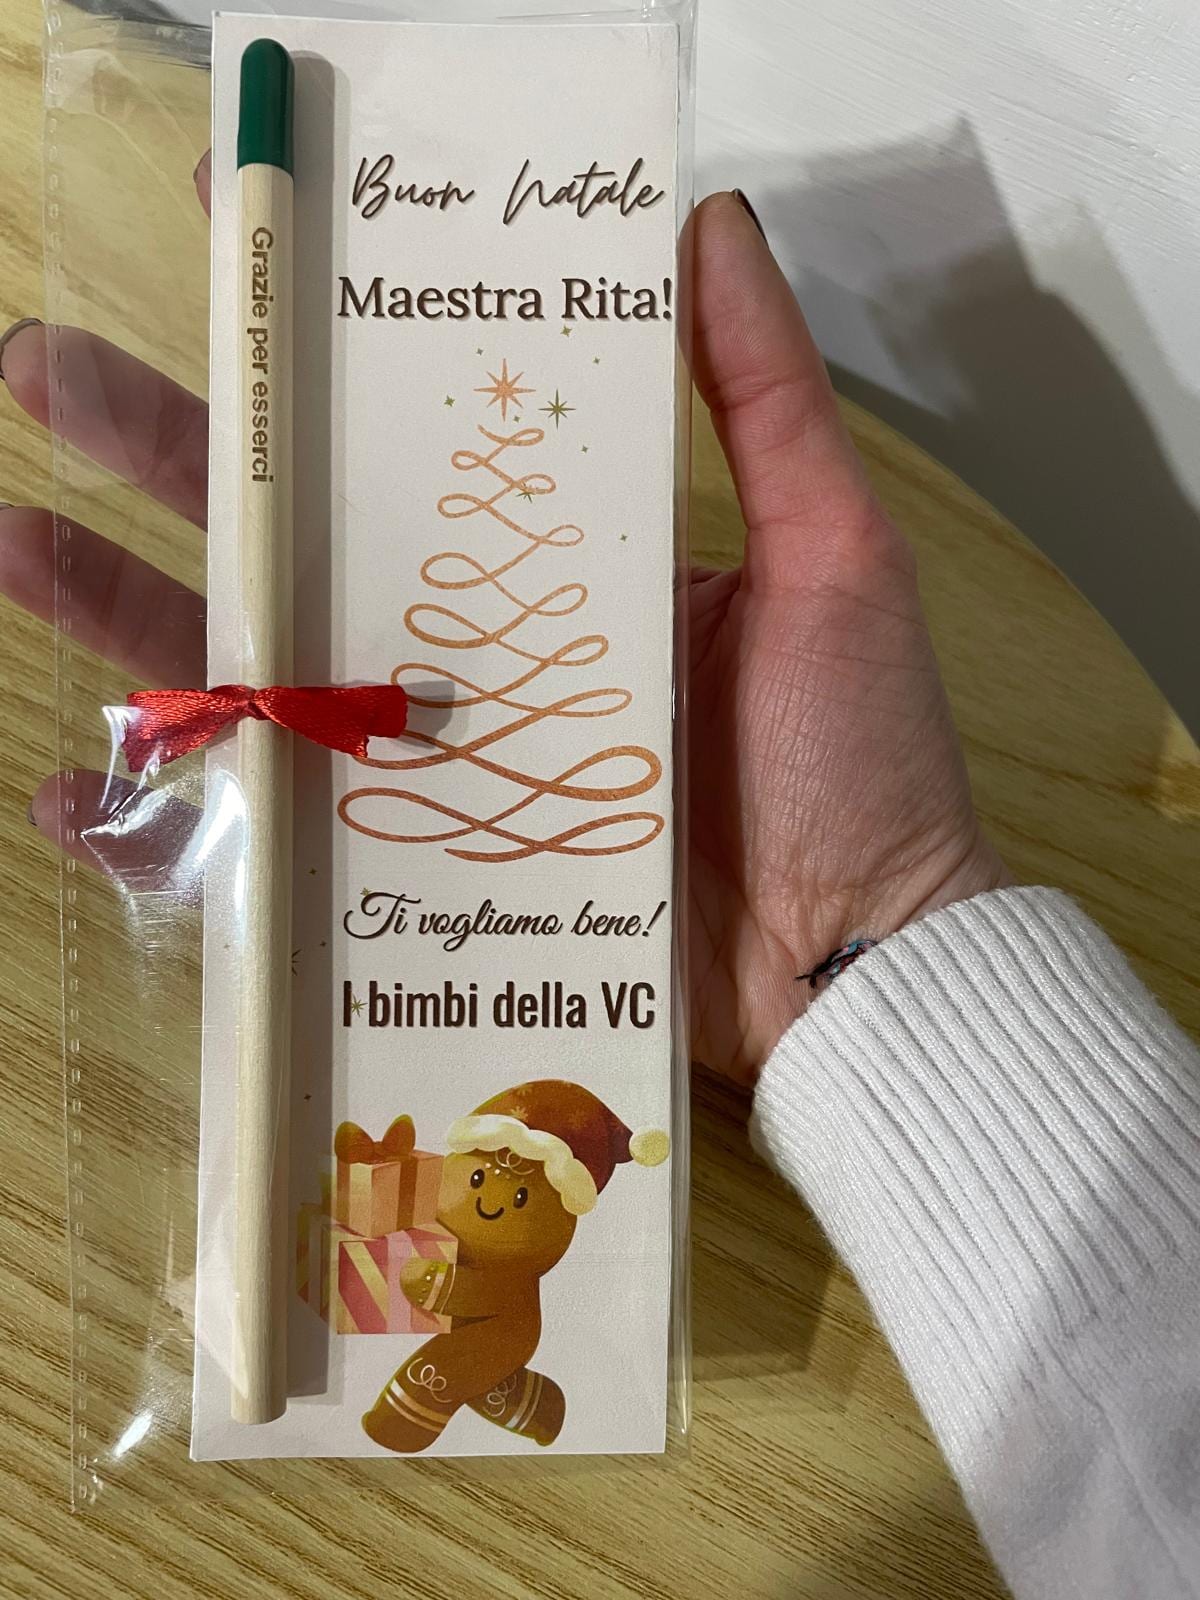 Grazie per esserci
Buon Natale
Maestra Rita!
Ti vogliamo bene!
I bimbi della VC